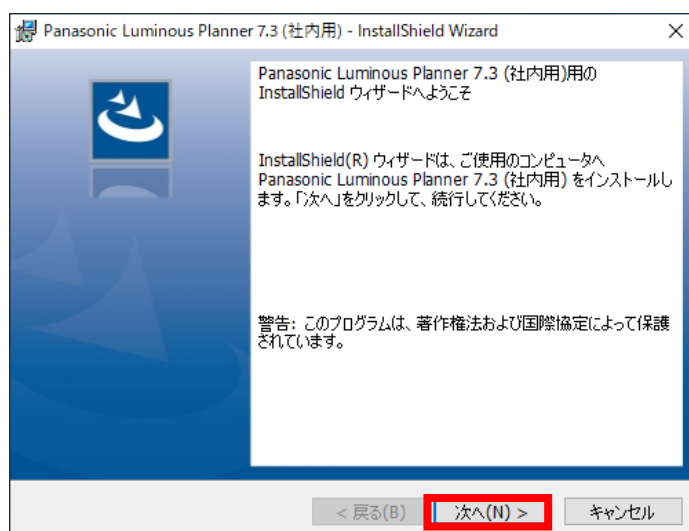 Panasonic Luminous Planner 7.3 (社内用) - InstallShield Wizard
Panasonic Luminous Planner 7.3 (社内用)用の
InstallShield ウィザードへようこそ
InstallShield(R) ウィザードは、ご使用のコンピュータへ
Panasonic Luminous Planner 7.3 (社内用) をインストールし
ます。「次へ」をクリックして、続行してください。
警告: このプログラムは、著作権法および国際協定によって保護
されています。
< 戻る(B)
次へ(N) >
キャンセル